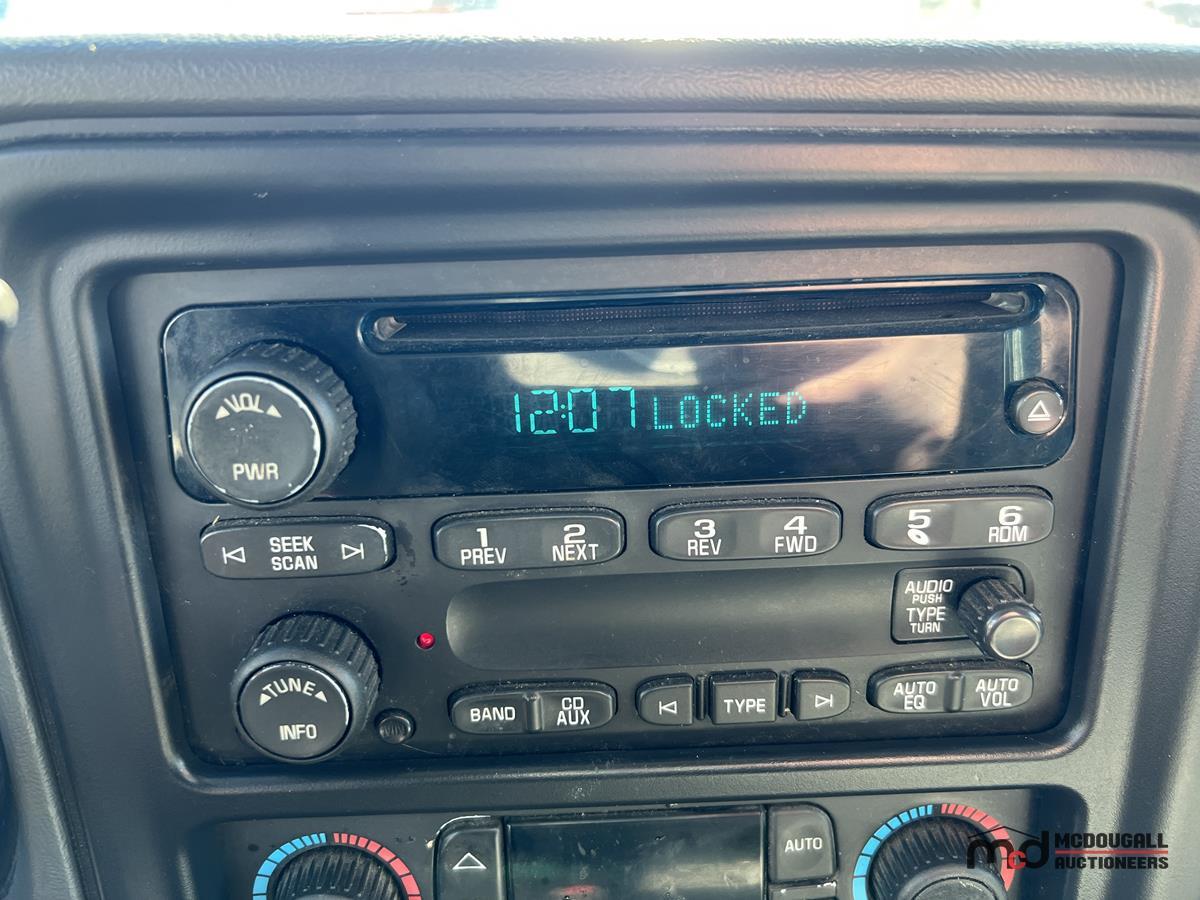 12:07 LOCKED
VOL
PWR
SEEK
SCAN
1
PREV
2
NEXT
3
REV
4
FWD
5
6
RDM
AUDIO
PUSH
TYPE
TURN
TUNE
INFO
BAND
CD
AUX
TYPE
AUTO
EQ
AUTO
VOL
AUTO
mcd MCDOUGALL
AUCTIONEERS